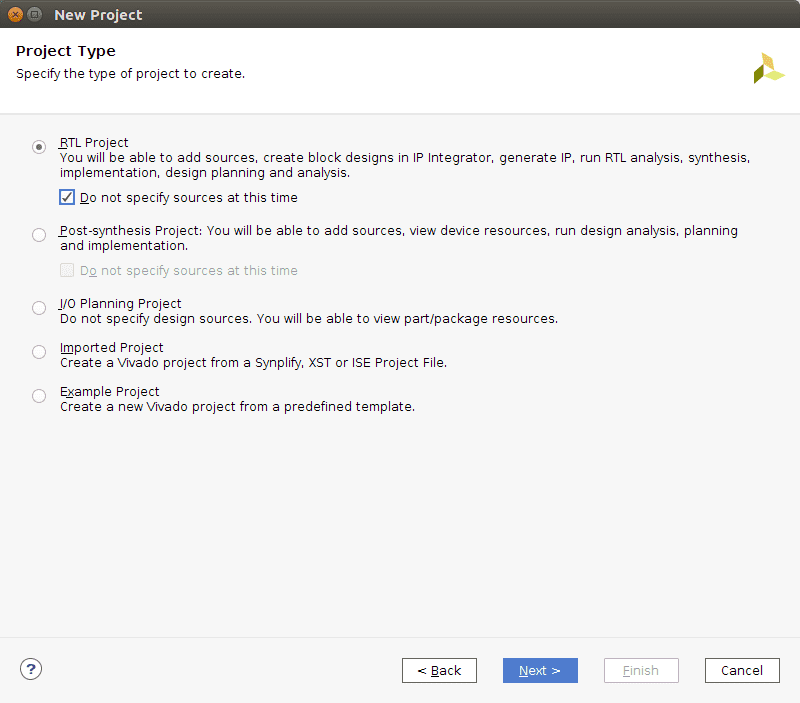 New Project
Project Type
Specify the type of project to create.
RTL Project
You will be able to add sources, create block designs in IP Integrator, generate IP, run RTL analysis, synthesis,
implementation, design planning and analysis.
Do not specify sources at this time
Post-synthesis Project: You will be able to add sources, view device resources, run design analysis, planning
and implementation.
Do not specify sources at this time
I/O Planning Project
Do not specify design sources. You will be able to view part/package resources.
Imported Project
Create a Vivado project from a Synplify, XST or ISE Project File.
Example Project
Create a new Vivado project from a predefined template.
? < Back Next > Finish Cancel